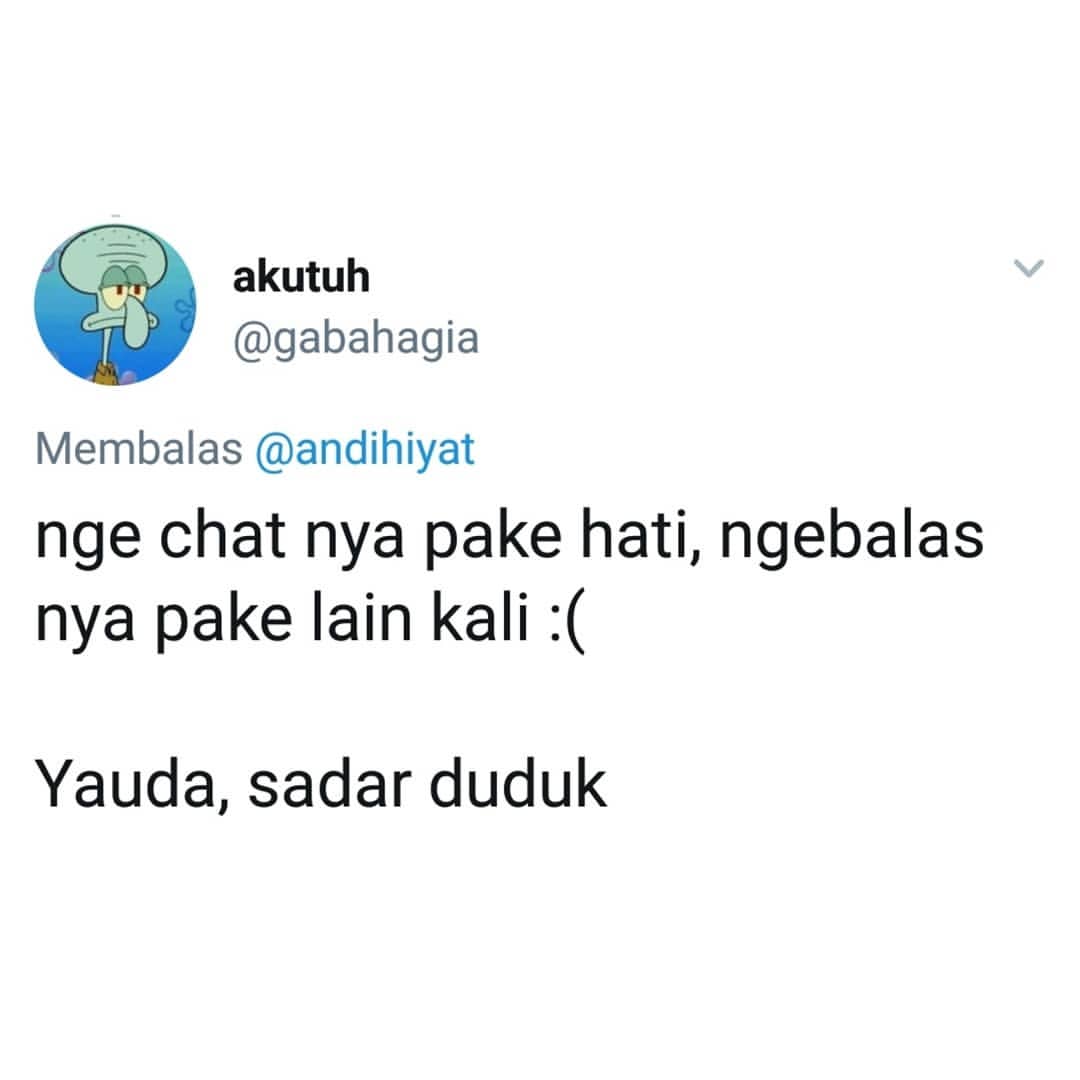 akutuh
@gabahagia
Membalas @andihiyat
nge chat nya pake hati, ngebalas
nya pake lain kali :(
Yauda, sadar duduk